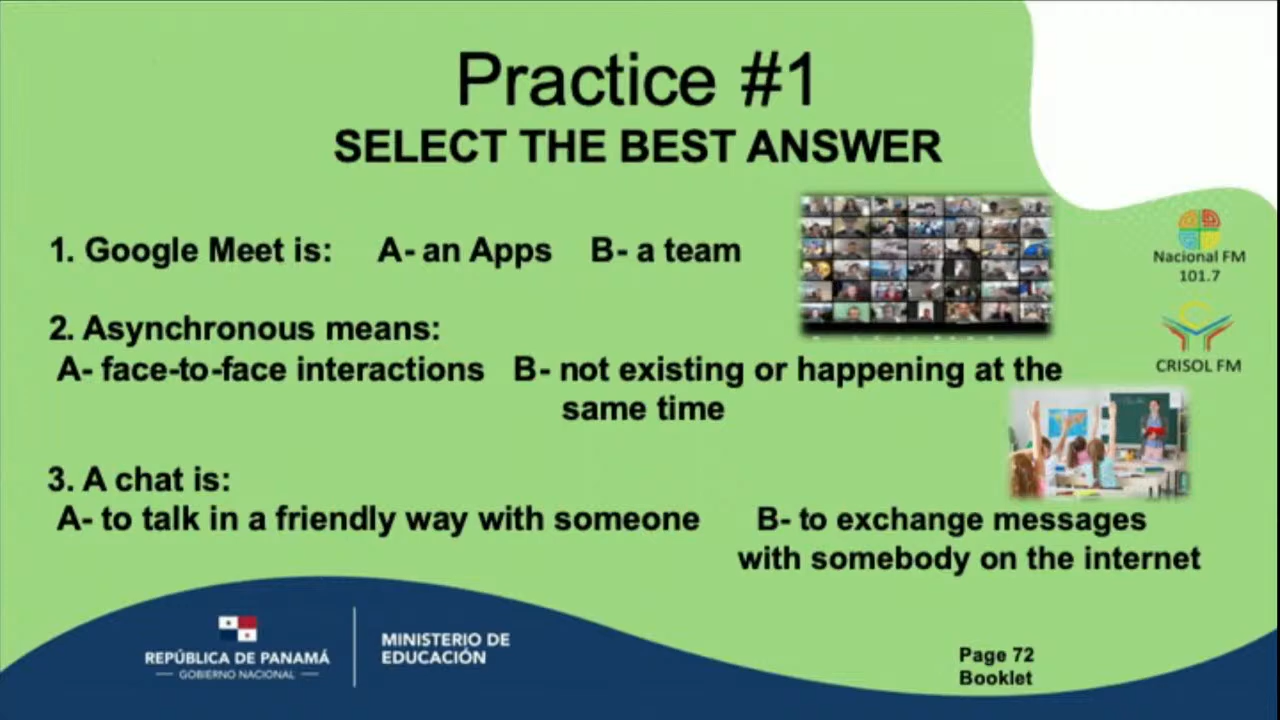 Practice #1
SELECT THE BEST ANSWER
1. Google Meet is: A- an Apps B- a team
2. Asynchronous means:
A- face-to-face interactions B- not existing or happening at the
same time
3. A chat is:
A- to talk in a friendly way with someone B- to exchange messages
with somebody on the internet
Nacional FM
101.7
CRISOL FM
REPÚBLICA DE PANAMÁ
GOBIERNO NACIONAL
MINISTERIO DE
EDUCACIÓN
Page 72
Booklet